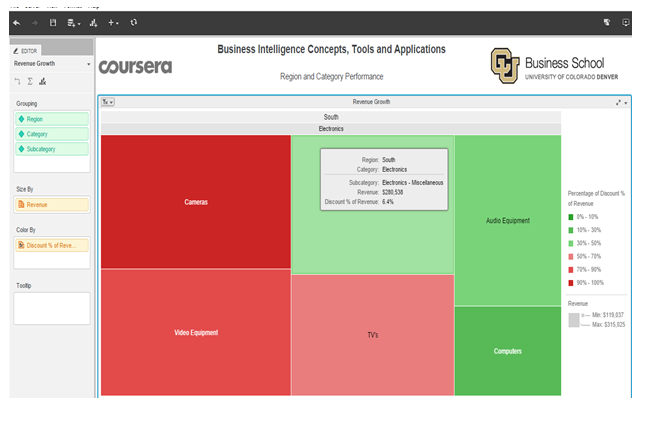 Business Intelligence Concepts, Tools and Applications
coursera
Region and Category Performance
CU
Business School
UNIVERSITY OF COLORADO DENVER
EDITOR
Revenue Growth
Grouping
Region
Category
Subcategory
Size By
Revenue
Color By
Discount % of Reve...
Tooltip
Revenue Growth
South
Electronics
Cameras
Region: South
Category: Electronics
Subcategory: Electronics - Miscellaneous
Revenue: $280,538
Discount % of Revenue: 6.4%
Audio Equipment
Video Equipment
TV's
Computers
Percentage of Discount %
of Revenue
0% - 10%
10% - 30%
30% - 50%
50% - 70%
70% - 90%
90% - 100%
Revenue
Min: $119,037
Max: $315,825